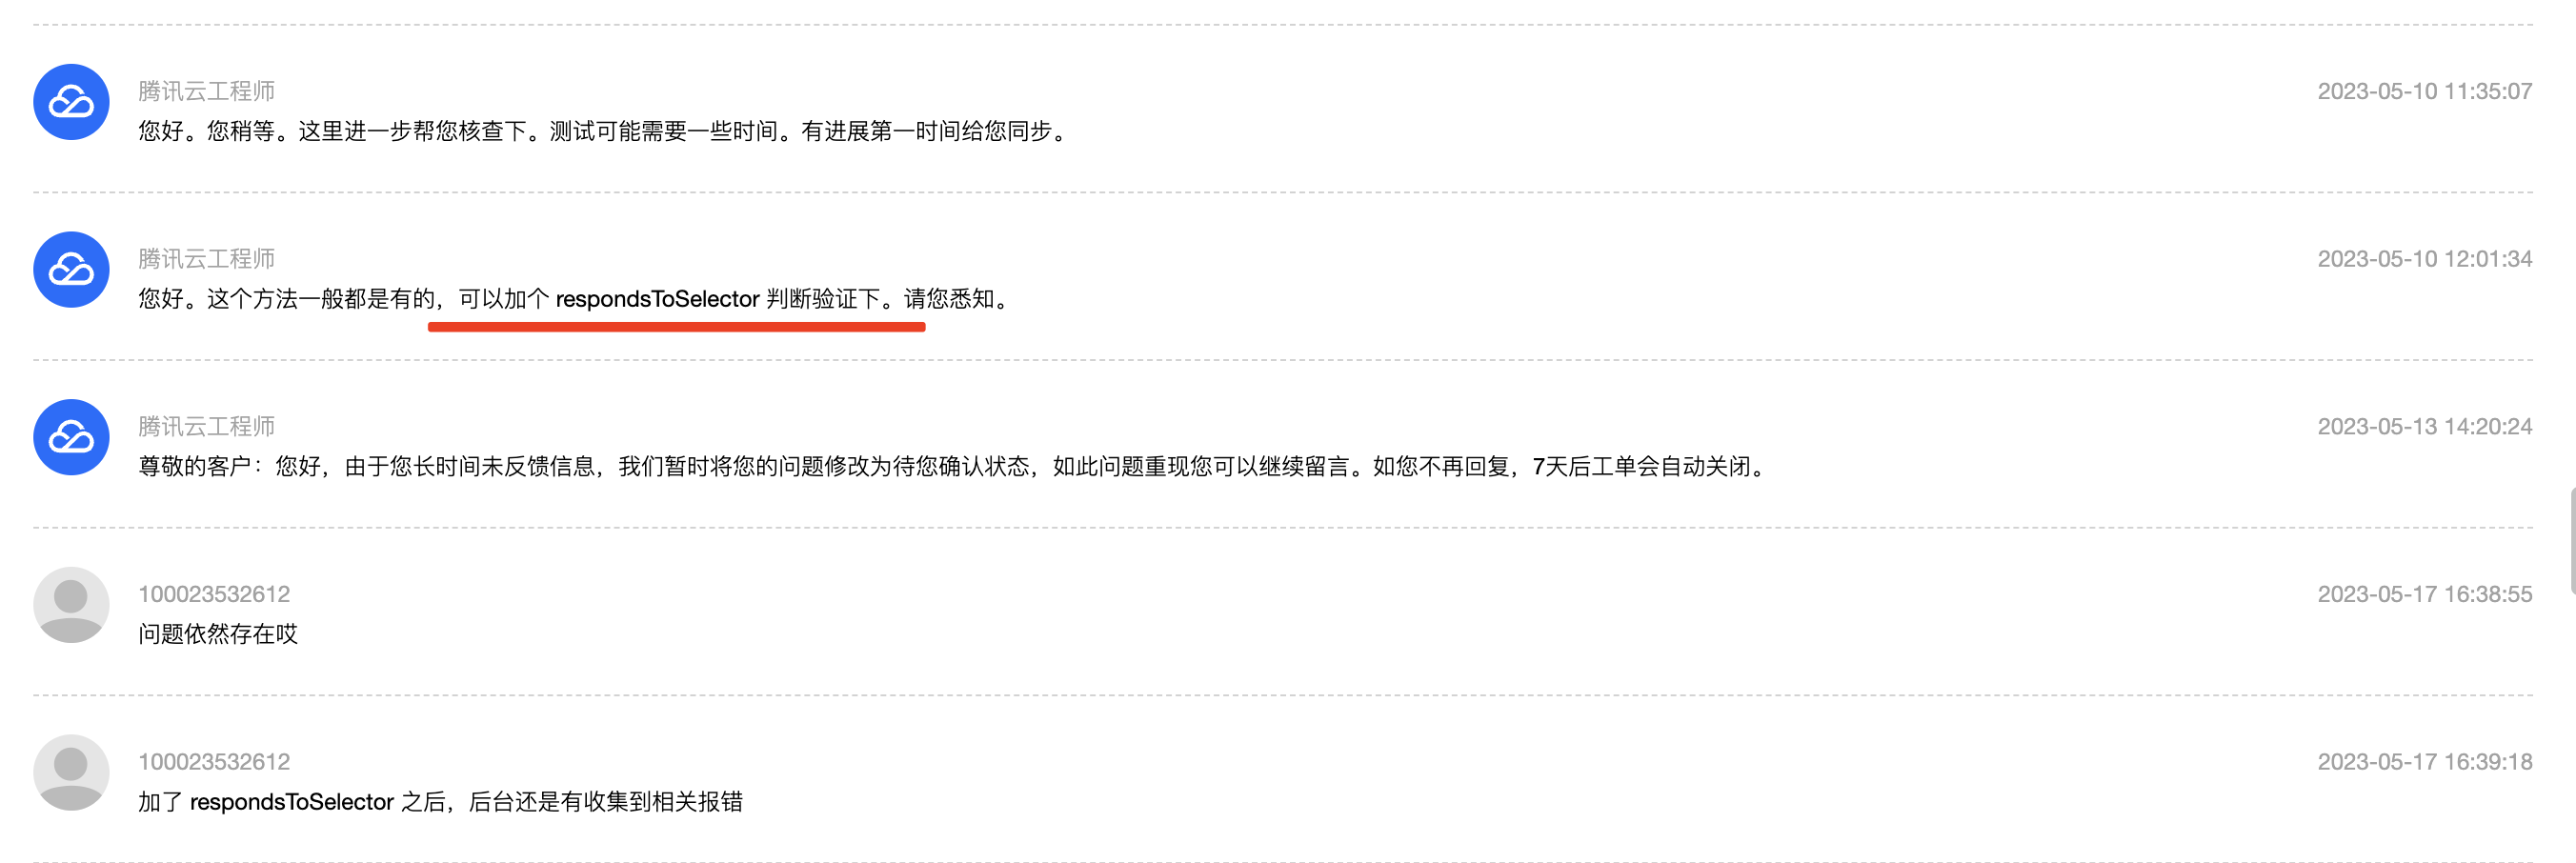 腾讯云工程师
2023-05-10 11:35:07
您好。您稍等。这里进一步帮您核查下。测试可能需要一些时间。有进展第一时间给您同步。
腾讯云工程师
2023-05-10 12:01:34
您好。这个方法一般都是有的，可以加个 respondsToSelector 判断验证下。请您悉知。
腾讯云工程师
2023-05-13 14:20:24
尊敬的客户：您好，由于您长时间未反馈信息，我们暂时将您的问题修改为待您确认状态，如此问题重现您可以继续留言。如您不再回复，7天后工单会自动关闭。
100023532612
2023-05-17 16:38:55
问题依然存在哎
100023532612
2023-05-17 16:39:18
加了 respondsToSelector 之后，后台还是有收集到相关报错